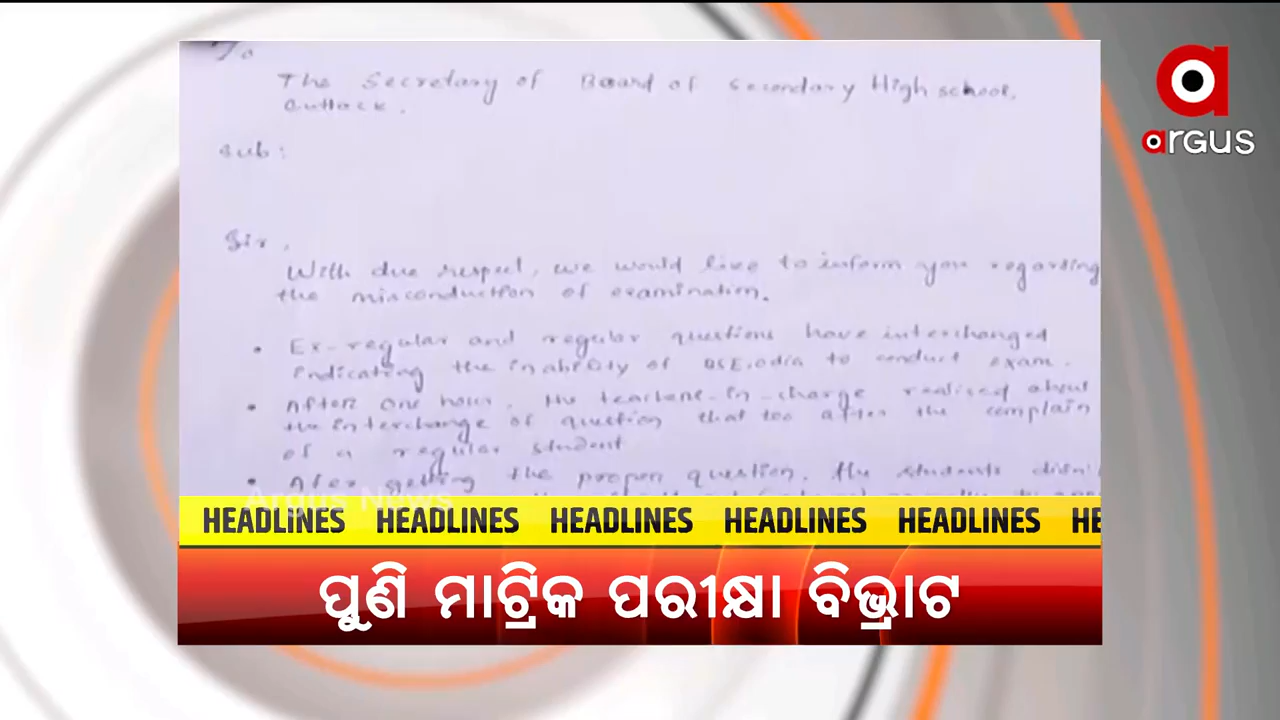 To
The Secretary of Board of Secondary High school,
Cuttack.
Sub:
Sir,
With due respect, we would like to inform you regarding
the misconduction of examination.
• Ex-regular and regular questions have interchanged
indicating the inability of BSE, odia to conduct exam.
• After one hour, the teachers-in-charge realised about
the interchange of question that too after the complain
of a regular student
• After getting the proper question, the students didn't
Argus News
HEADLINES HEADLINES HEADLINES HEADLINES HEADLINES HE
ପୁଣି ମାଟ୍ରିକ ପରୀକ୍ଷା ବିଭ୍ରାଟ
a
argus